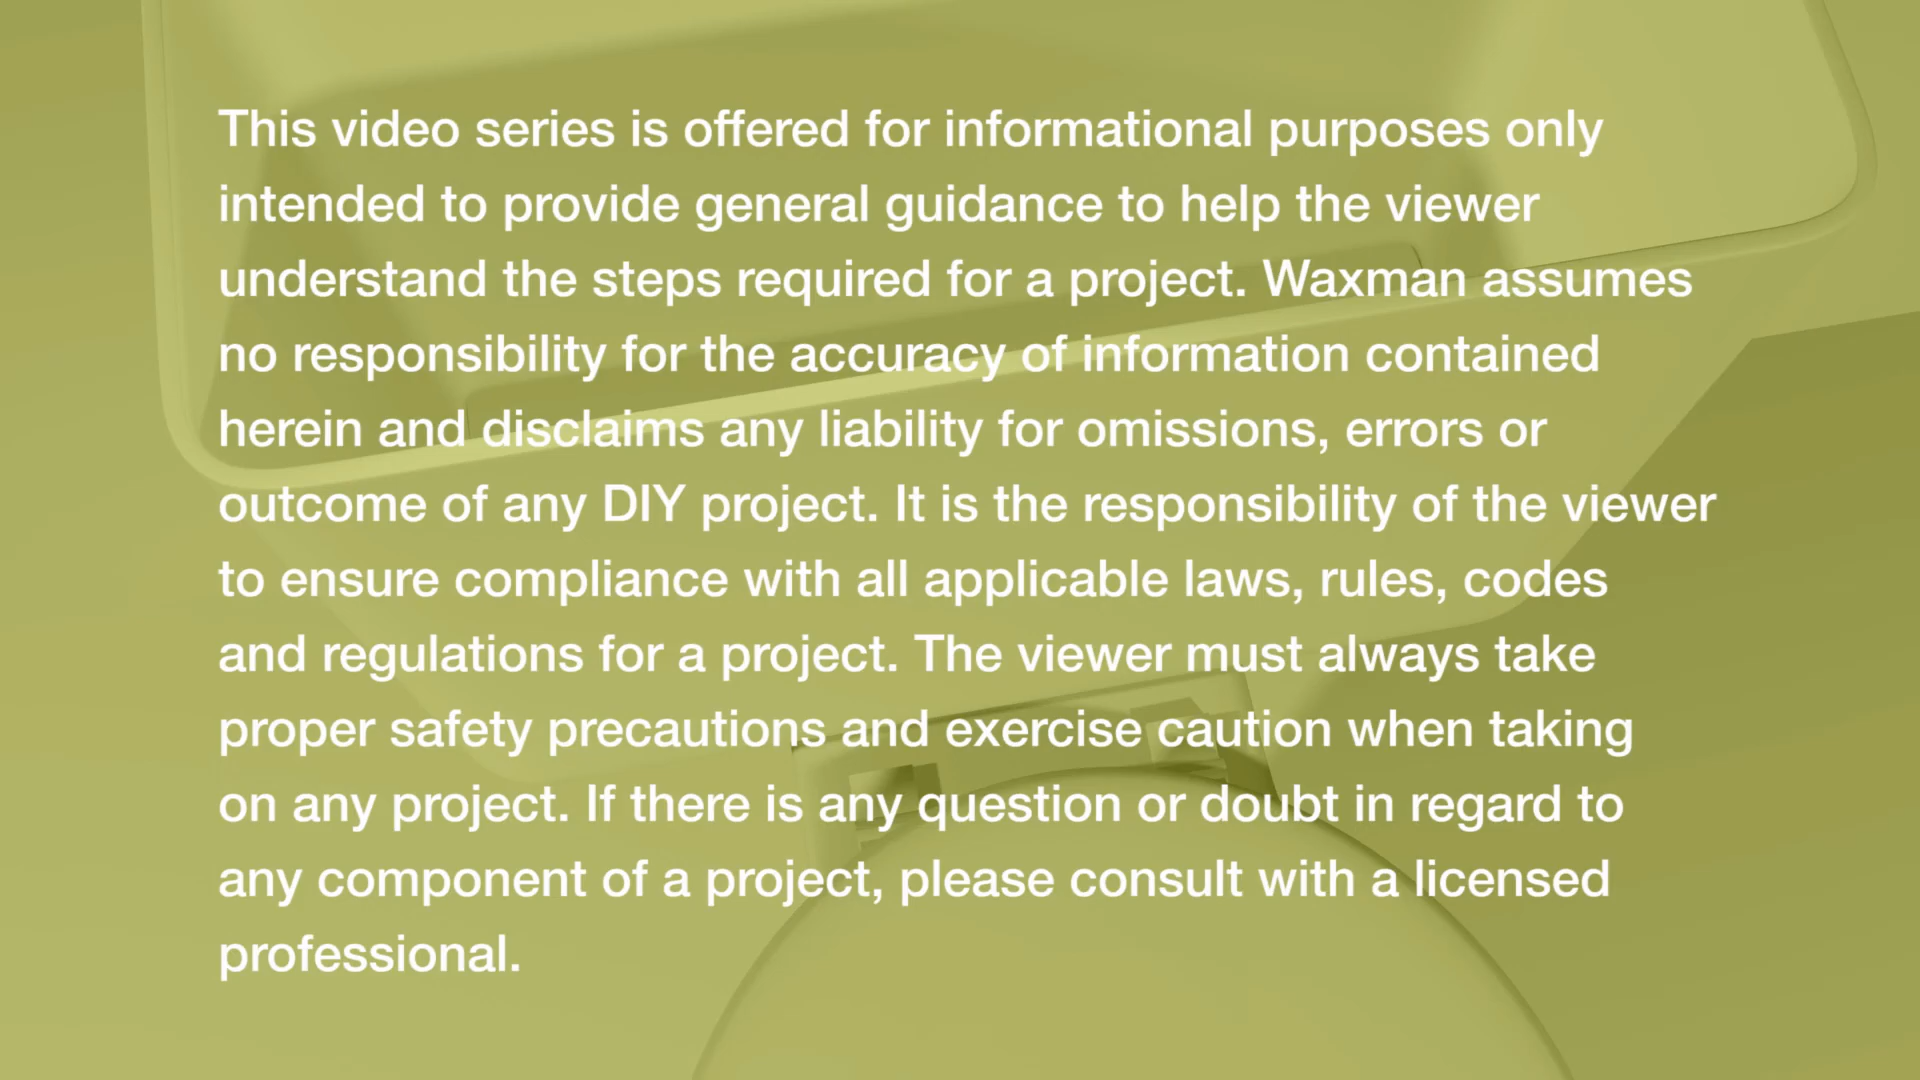 This video series is offered for informational purposes only
intended to provide general guidance to help the viewer
understand the steps required for a project. Waxman assumes
no responsibility for the accuracy of information contained
herein and disclaims any liability for omissions, errors or
outcome of any DIY project. It is the responsibility of the viewer
to ensure compliance with all applicable laws, rules, codes
and regulations for a project. The viewer must always take
proper safety precautions and exercise caution when taking
on any project. If there is any question or doubt in regard to
any component of a project, please consult with a licensed
professional.